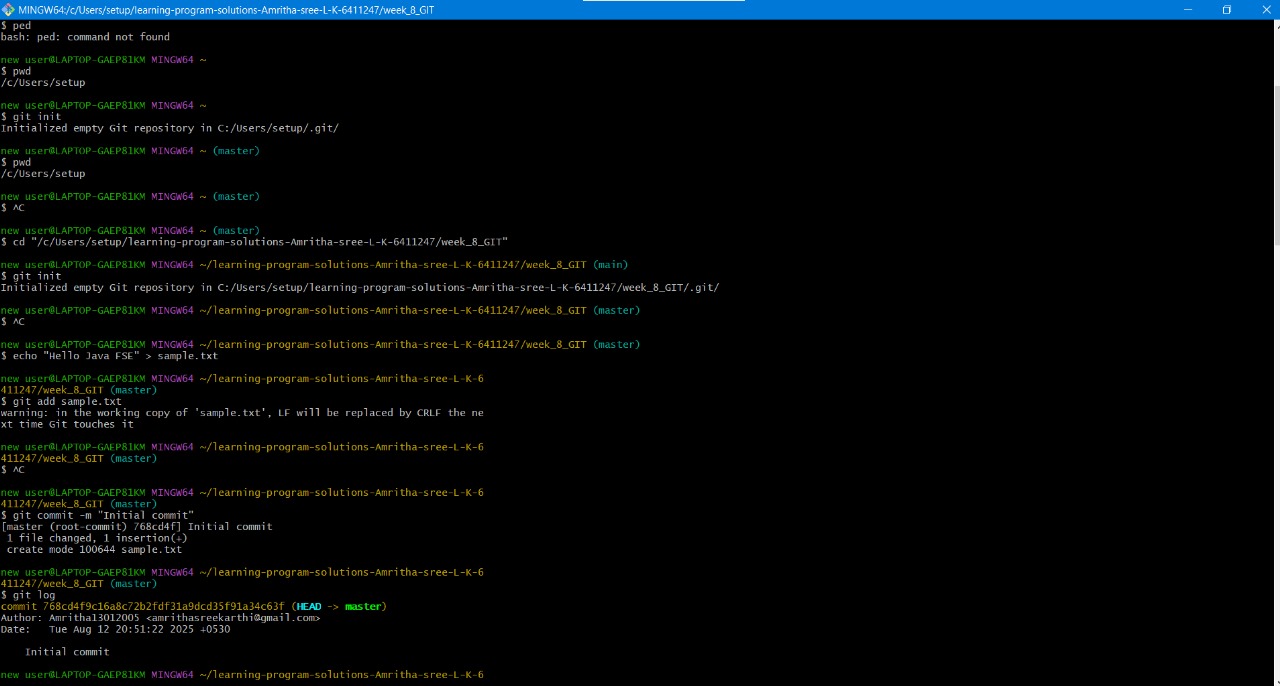 MINGW64:/c/Users/setup/learning-program-solutions-Amritha-sree-L-K-6411247/week_8_GIT
$ ped
bash: ped: command not found
new user@LAPTOP-GAEP81KM MINGW64 ~
$ pwd
/c/Users/setup
new user@LAPTOP-GAEP81KM MINGW64 ~
$ git init
Initialized empty Git repository in C:/Users/setup/.git/
new user@LAPTOP-GAEP81KM MINGW64 ~ (master)
$ pwd
/c/Users/setup
new user@LAPTOP-GAEP81KM MINGW64 ~ (master)
$ ^C
new user@LAPTOP-GAEP81KM MINGW64 ~ (master)
$ cd "/c/Users/setup/learning-program-solutions-Amritha-sree-L-K-6411247/week_8_GIT"
new user@LAPTOP-GAEP81KM MINGW64 ~/learning-program-solutions-Amritha-sree-L-K-6411247/week_8_GIT (main)
$ git init
Initialized empty Git repository in C:/Users/setup/learning-program-solutions-Amritha-sree-L-K-6411247/week_8_GIT/.git/
new user@LAPTOP-GAEP81KM MINGW64 ~/learning-program-solutions-Amritha-sree-L-K-6411247/week_8_GIT (master)
$ ^C
new user@LAPTOP-GAEP81KM MINGW64 ~/learning-program-solutions-Amritha-sree-L-K-6411247/week_8_GIT (master)
$ echo "Hello Java FSE" > sample.txt
new user@LAPTOP-GAEP81KM MINGW64 ~/learning-program-solutions-Amritha-sree-L-K-6
411247/week_8_GIT (master)
$ git add sample.txt
warning: in the working copy of 'sample.txt', LF will be replaced by CRLF the ne
xt time Git touches it
new user@LAPTOP-GAEP81KM MINGW64 ~/learning-program-solutions-Amritha-sree-L-K-6
411247/week_8_GIT (master)
$ ^C
new user@LAPTOP-GAEP81KM MINGW64 ~/learning-program-solutions-Amritha-sree-L-K-6
411247/week_8_GIT (master)
$ git commit -m "Initial commit"
[master (root-commit) 768cd4f] Initial commit
1 file changed, 1 insertion(+)
create mode 100644 sample.txt
new user@LAPTOP-GAEP81KM MINGW64 ~/learning-program-solutions-Amritha-sree-L-K-6
411247/week_8_GIT (master)
$ git log
commit 768cd4f9c16a8c72b2fdf31a9dcd35f91a34c63f (HEAD -> master)
Author: Amritha13012005 <amrithasreekarthi@gmail.com>
Date:   Tue Aug 12 20:51:22 2025 +0530
Initial commit
new user@LAPTOP-GAEP81KM MINGW64 ~/learning-program-solutions-Amritha-sree-L-K-6